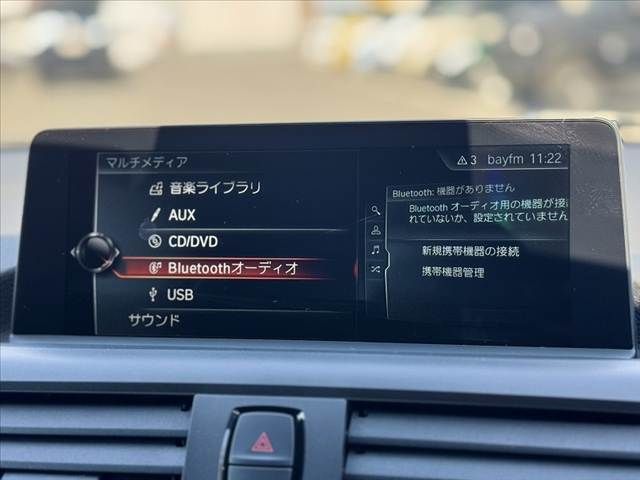 マルチメディア
3 bayfm 11:22
音楽ライブラリ
AUX
CD/DVD
Bluetoothオーディオ
USB
サウンド
Bluetooth: 機器がありません
Bluetooth オーディオ用の機器が接
れていないか、設定されていません
新規携帯機器の接続
携帯機器管理